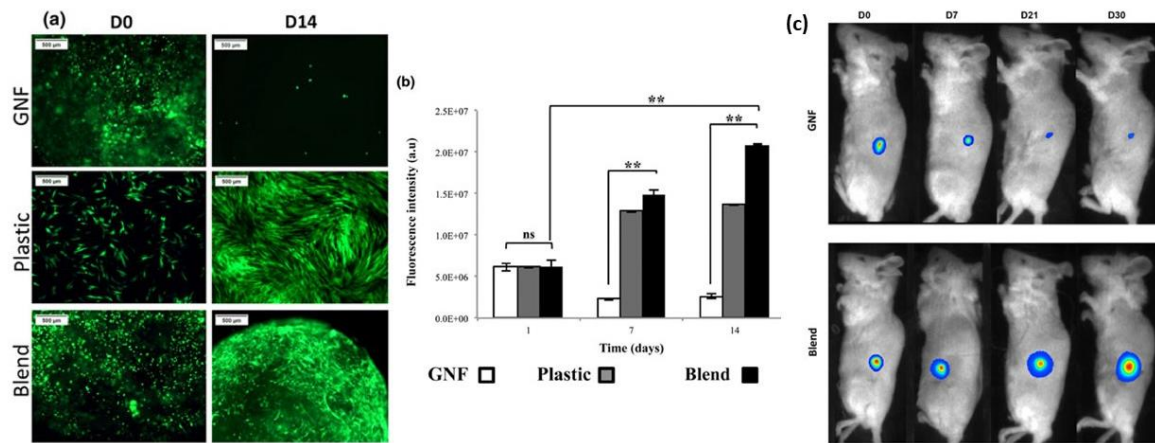 (a)
D0 D14
GNF
500 µm
500 µm
Plastic
500 µm
500 µm
Blend
500 µm
500 µm
(b)
Fluorescence intensity (a.u)
2.5E+07
2.0E+07
1.5E+07
1.0E+07
5.0E+06
0.0E+00
**
**
**
ns
1 7 14
Time (days)
GNF Plastic Blend
(c)
D0 D7 D21 D30
GNF
Blend